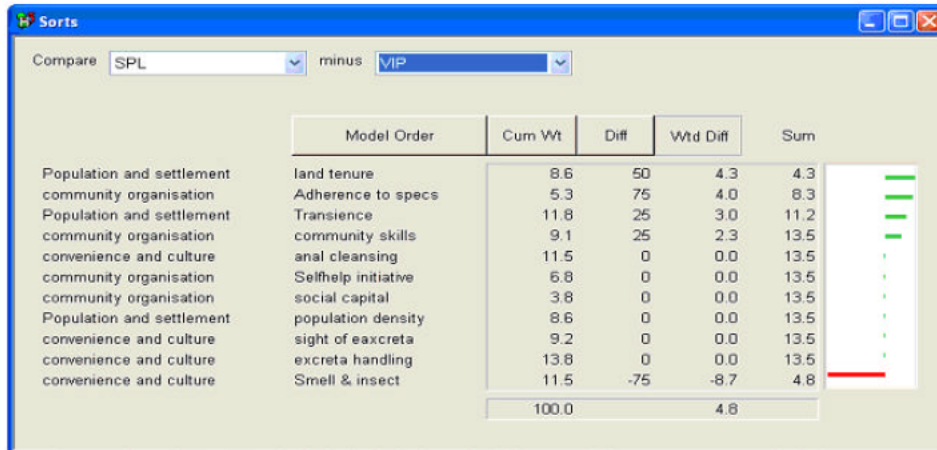 Sorts
Compare SPL minus VIP
Model Order Cum Wt Diff Wtd Diff Sum
Population and settlement land tenure 8.6 50 4.3 4.3
community organisation Adherence to specs 5.3 75 4.0 8.3
Population and settlement Transience 11.8 25 3.0 11.2
community organisation community skills 9.1 25 2.3 13.5
convenience and culture anal cleansing 11.5 0 0.0 13.5
community organisation Selfhelp initiative 6.8 0 0.0 13.5
community organisation social capital 3.8 0 0.0 13.5
Population and settlement population density 8.6 0 0.0 13.5
convenience and culture sight of eaxcreta 9.2 0 0.0 13.5
convenience and culture excreta handling 13.8 0 0.0 13.5
convenience and culture Smell & insect 11.5 -75 -8.7 4.8
100.0 4.8